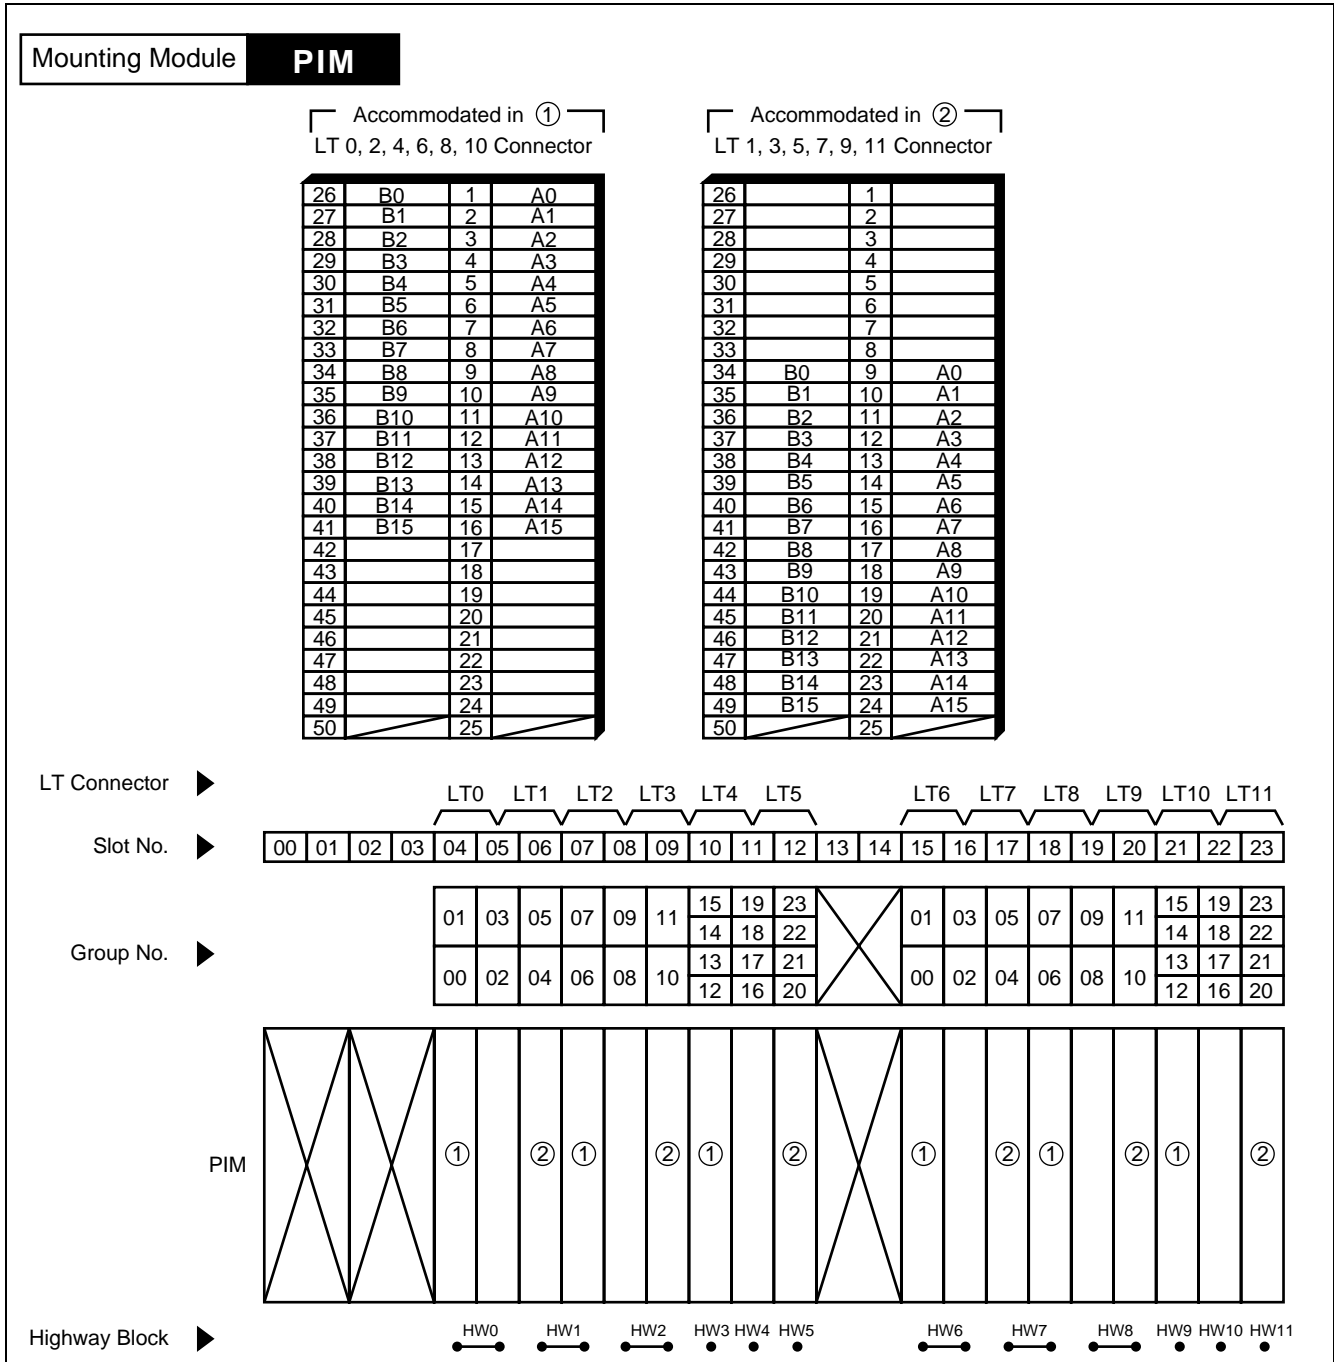 Mounting Module PIM
Accommodated in ① Accommodated in ②
LT 0, 2, 4, 6, 8, 10 Connector LT 1, 3, 5, 7, 9, 11 Connector
26 B0 1 A0 26 1
27 B1 2 A1 27 2
28 B2 3 A2 28 3
29 B3 4 A3 29 4
30 B4 5 A4 30 5
31 B5 6 A5 31 6
32 B6 7 A6 32 7
33 B7 8 A7 33 8
34 B8 9 A8 34 B0 9 A0
35 B9 10 A9 35 B1 10 A1
36 B10 11 A10 36 B2 11 A2
37 B11 12 A11 37 B3 12 A3
38 B12 13 A12 38 B4 13 A4
39 B13 14 A13 39 B5 14 A5
40 B14 15 A14 40 B6 15 A6
41 B15 16 A15 41 B7 16 A7
42 17 42 B8 17 A8
43 18 43 B9 18 A9
44 19 44 B10 19 A10
45 20 45 B11 20 A11
46 21 46 B12 21 A12
47 22 47 B13 22 A13
48 23 48 B14 23 A14
49 24 49 B15 24 A15
50 25 50 25
LT Connector LT0 LT1 LT2 LT3 LT4 LT5 LT6 LT7 LT8 LT9 LT10 LT11
Slot No. 00 01 02 03 04 05 06 07 08 09 10 11 12 13 14 15 16 17 18 19 20 21 22 23
Group No.
01 03 05 07 09 11 15 19 23 01 03 05 07 09 11 15 19 23
14 18 22 14 18 22
00 02 04 06 08 10 13 17 21 00 02 04 06 08 10 13 17 21
12 16 20 12 16 20
PIM ① ② ① ② ① ② ① ② ① ② ① ②
Highway Block HW0 HW1 HW2 HW3 HW4 HW5 HW6 HW7 HW8 HW9 HW10 HW11